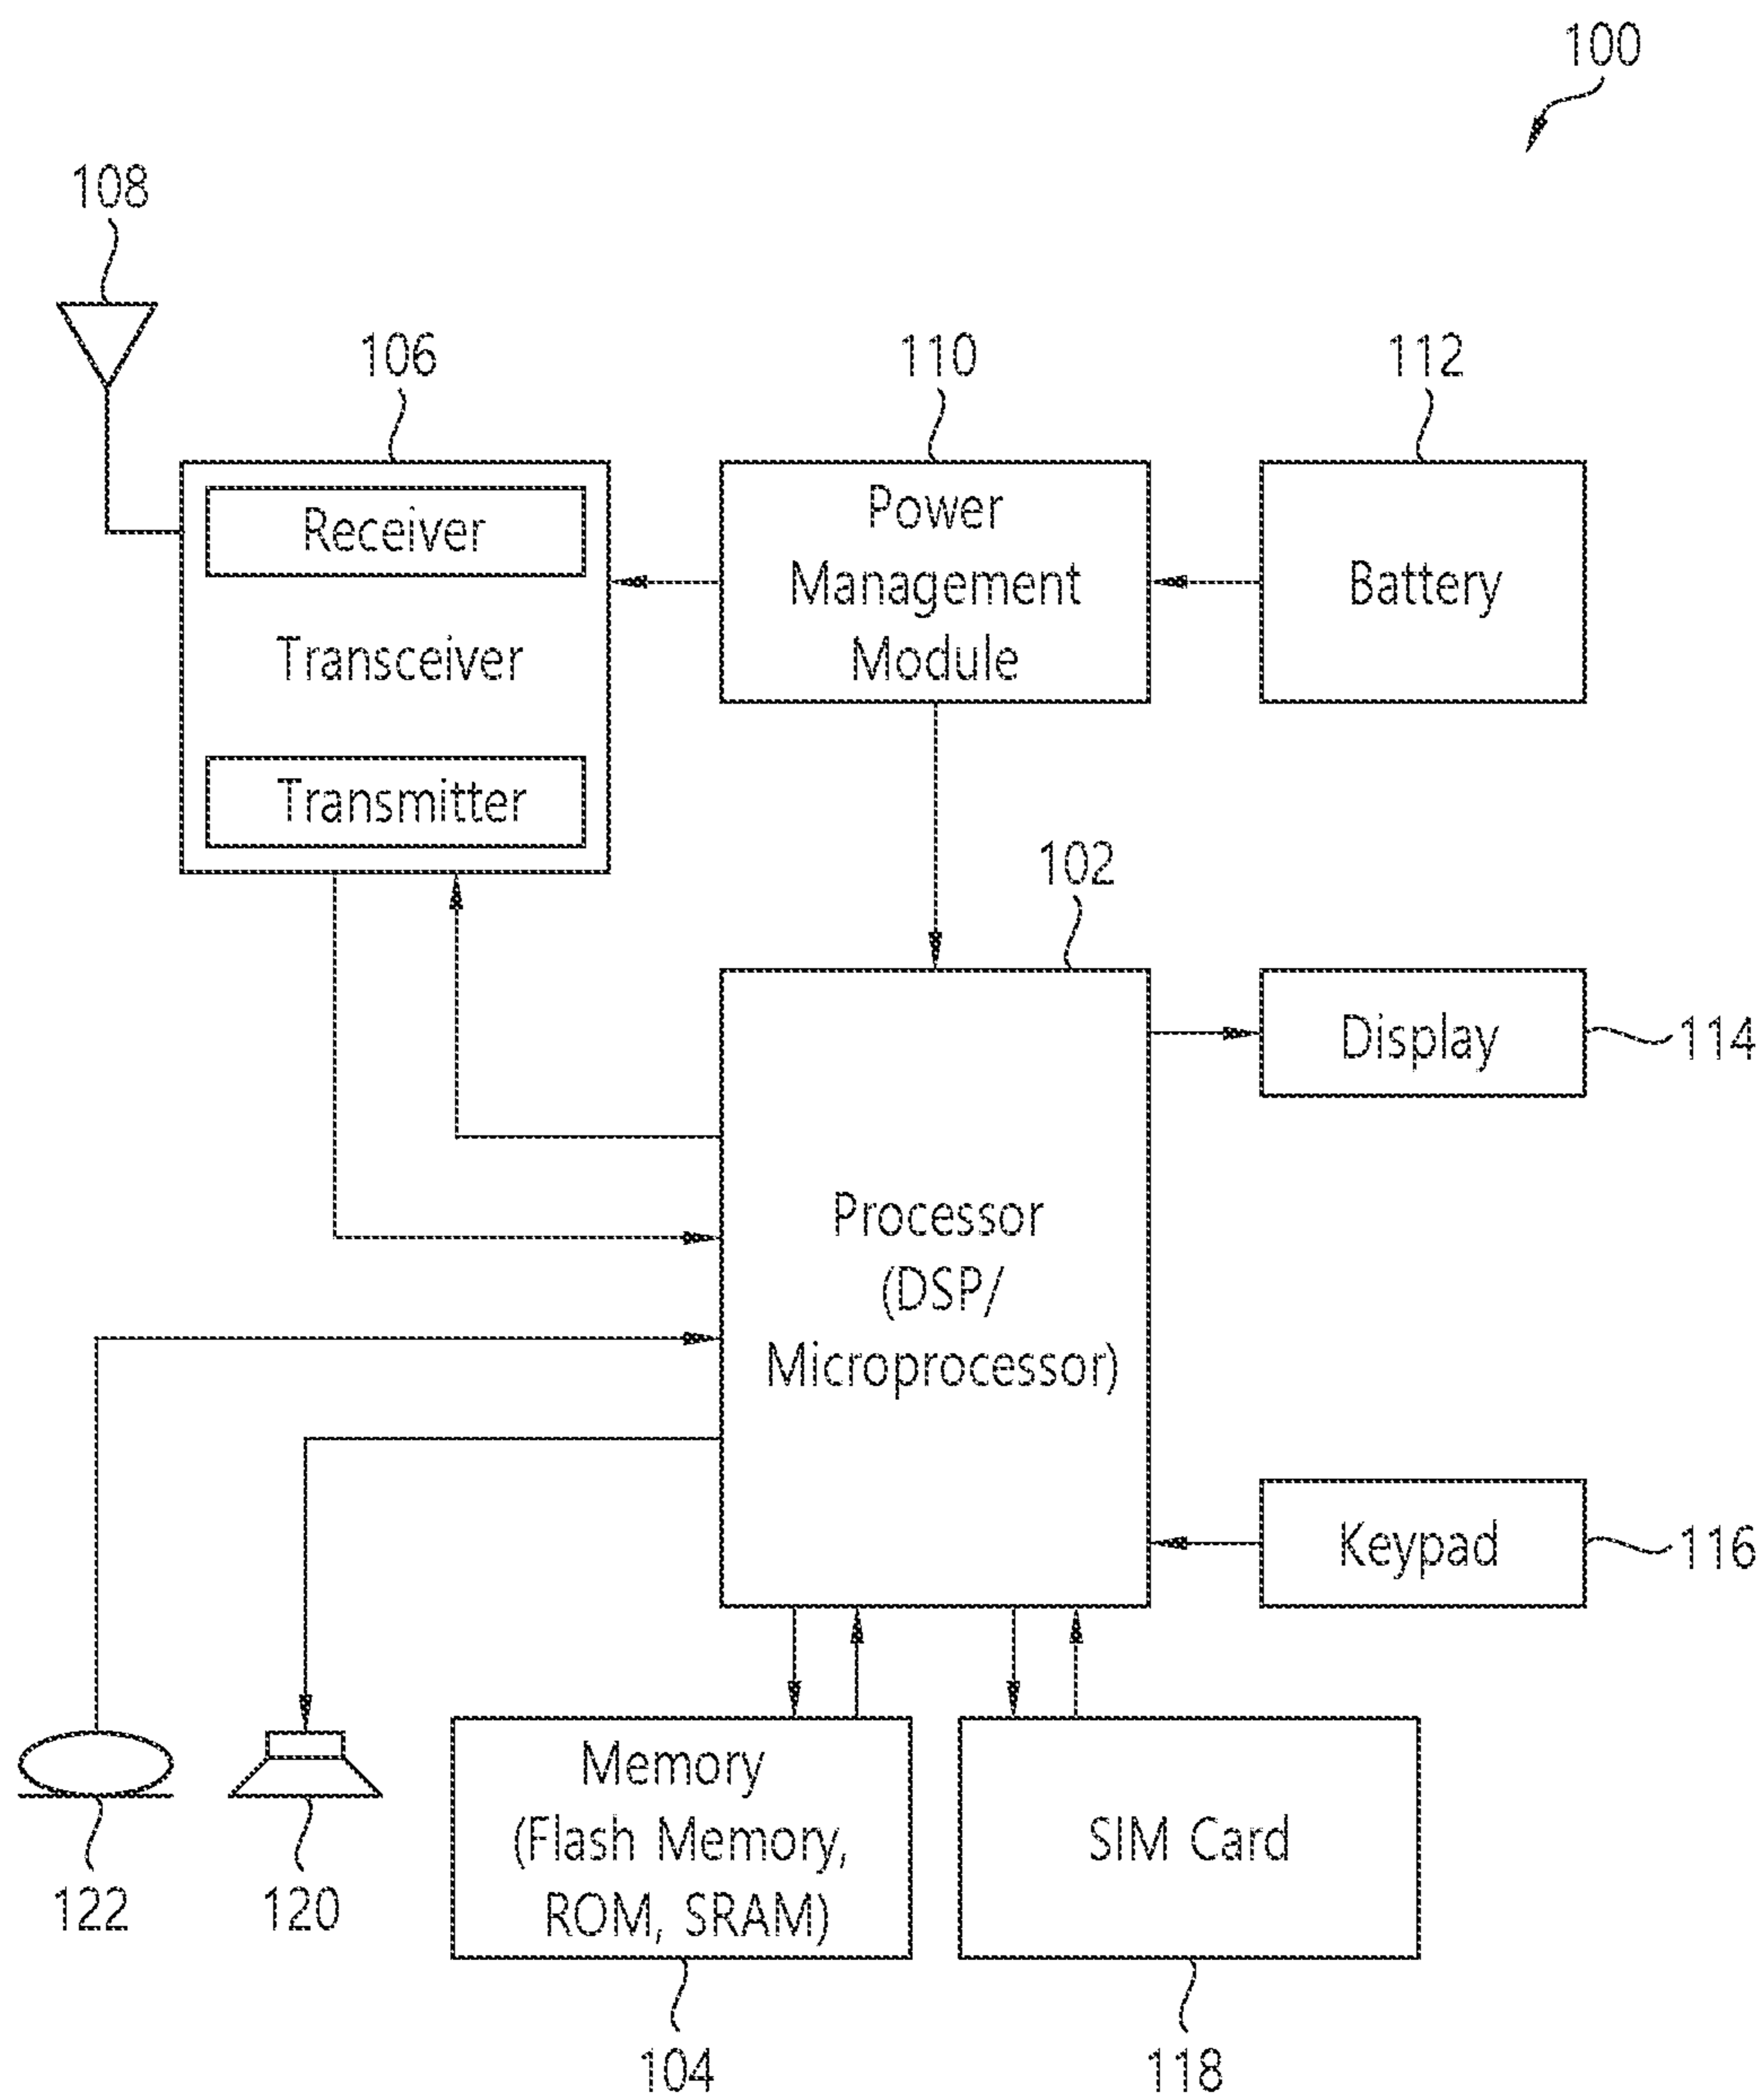 100
108
106
110
112
Receiver
Transceiver
Transmitter
Power
Management
Module
Battery
102
Display
114
Processor
(DSP/
Microprocessor)
Keypad
116
Memory
(Flash Memory,
ROM, SRAM)
SIM Card
122
120
104
118